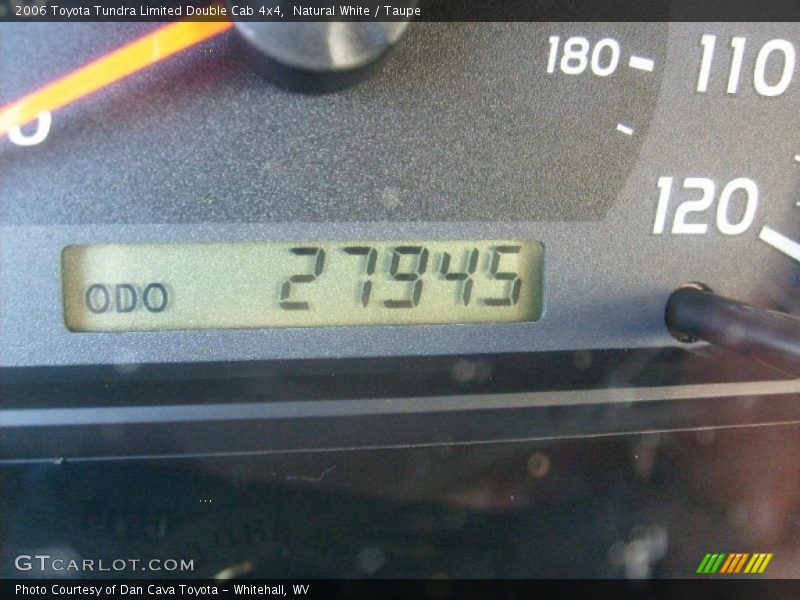 2006 Toyota Tundra Limited Double Cab 4x4, Natural White / Taupe
180 110
0
120
ODO 27945
GTCARLOT.COM
Photo Courtesy of Dan Cava Toyota - Whitehall, WV